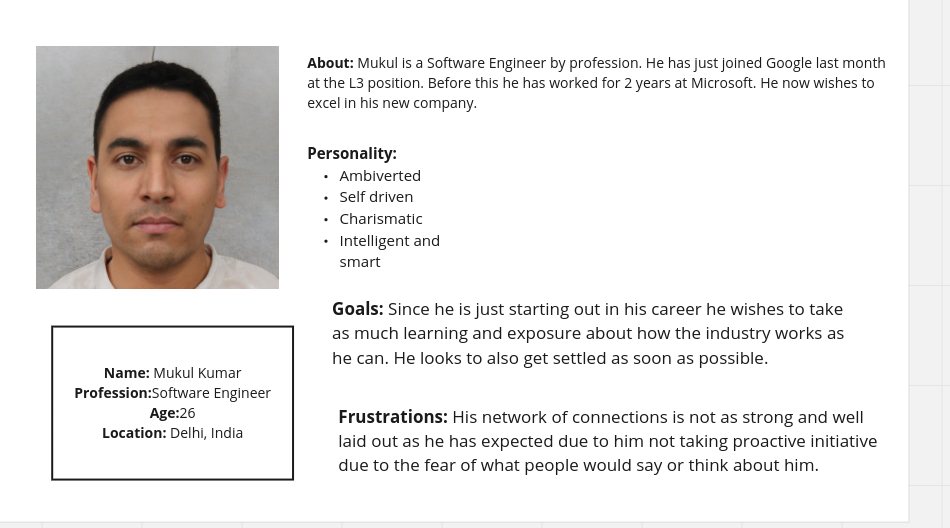 About: Mukul is a Software Engineer by profession. He has just joined Google last month
at the L3 position. Before this he has worked for 2 years at Microsoft. He now wishes to
excel in his new company.
Personality:
• Ambiverted
• Self driven
• Charismatic
• Intelligent and
smart
Goals: Since he is just starting out in his career he wishes to take
as much learning and exposure about how the industry works as
he can. He looks to also get settled as soon as possible.
Name: Mukul Kumar
Profession:Software Engineer
Age:26
Location: Delhi, India
Frustrations: His network of connections is not as strong and well
laid out as he has expected due to him not taking proactive initiative
due to the fear of what people would say or think about him.